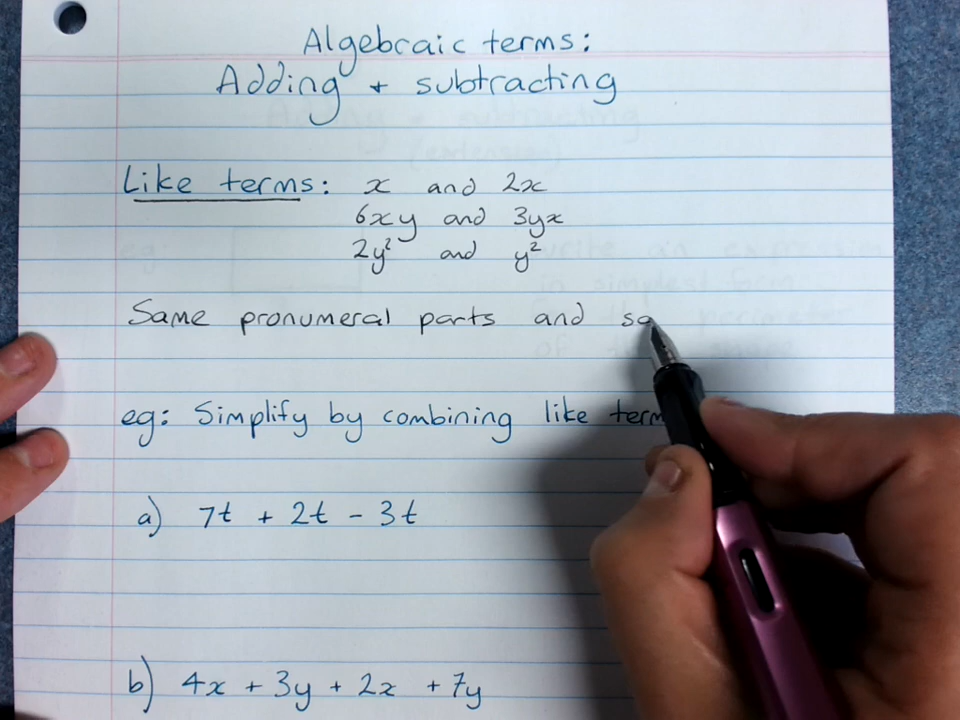 Algebraic terms:
Adding + subtracting
Like terms: x and 2x
6xy and 3yx
2y² and y²
Same pronumeral parts and sa
eg: Simplify by combining like term
a) 7t + 2t - 3t
b) 4x + 3y + 2x + 7y